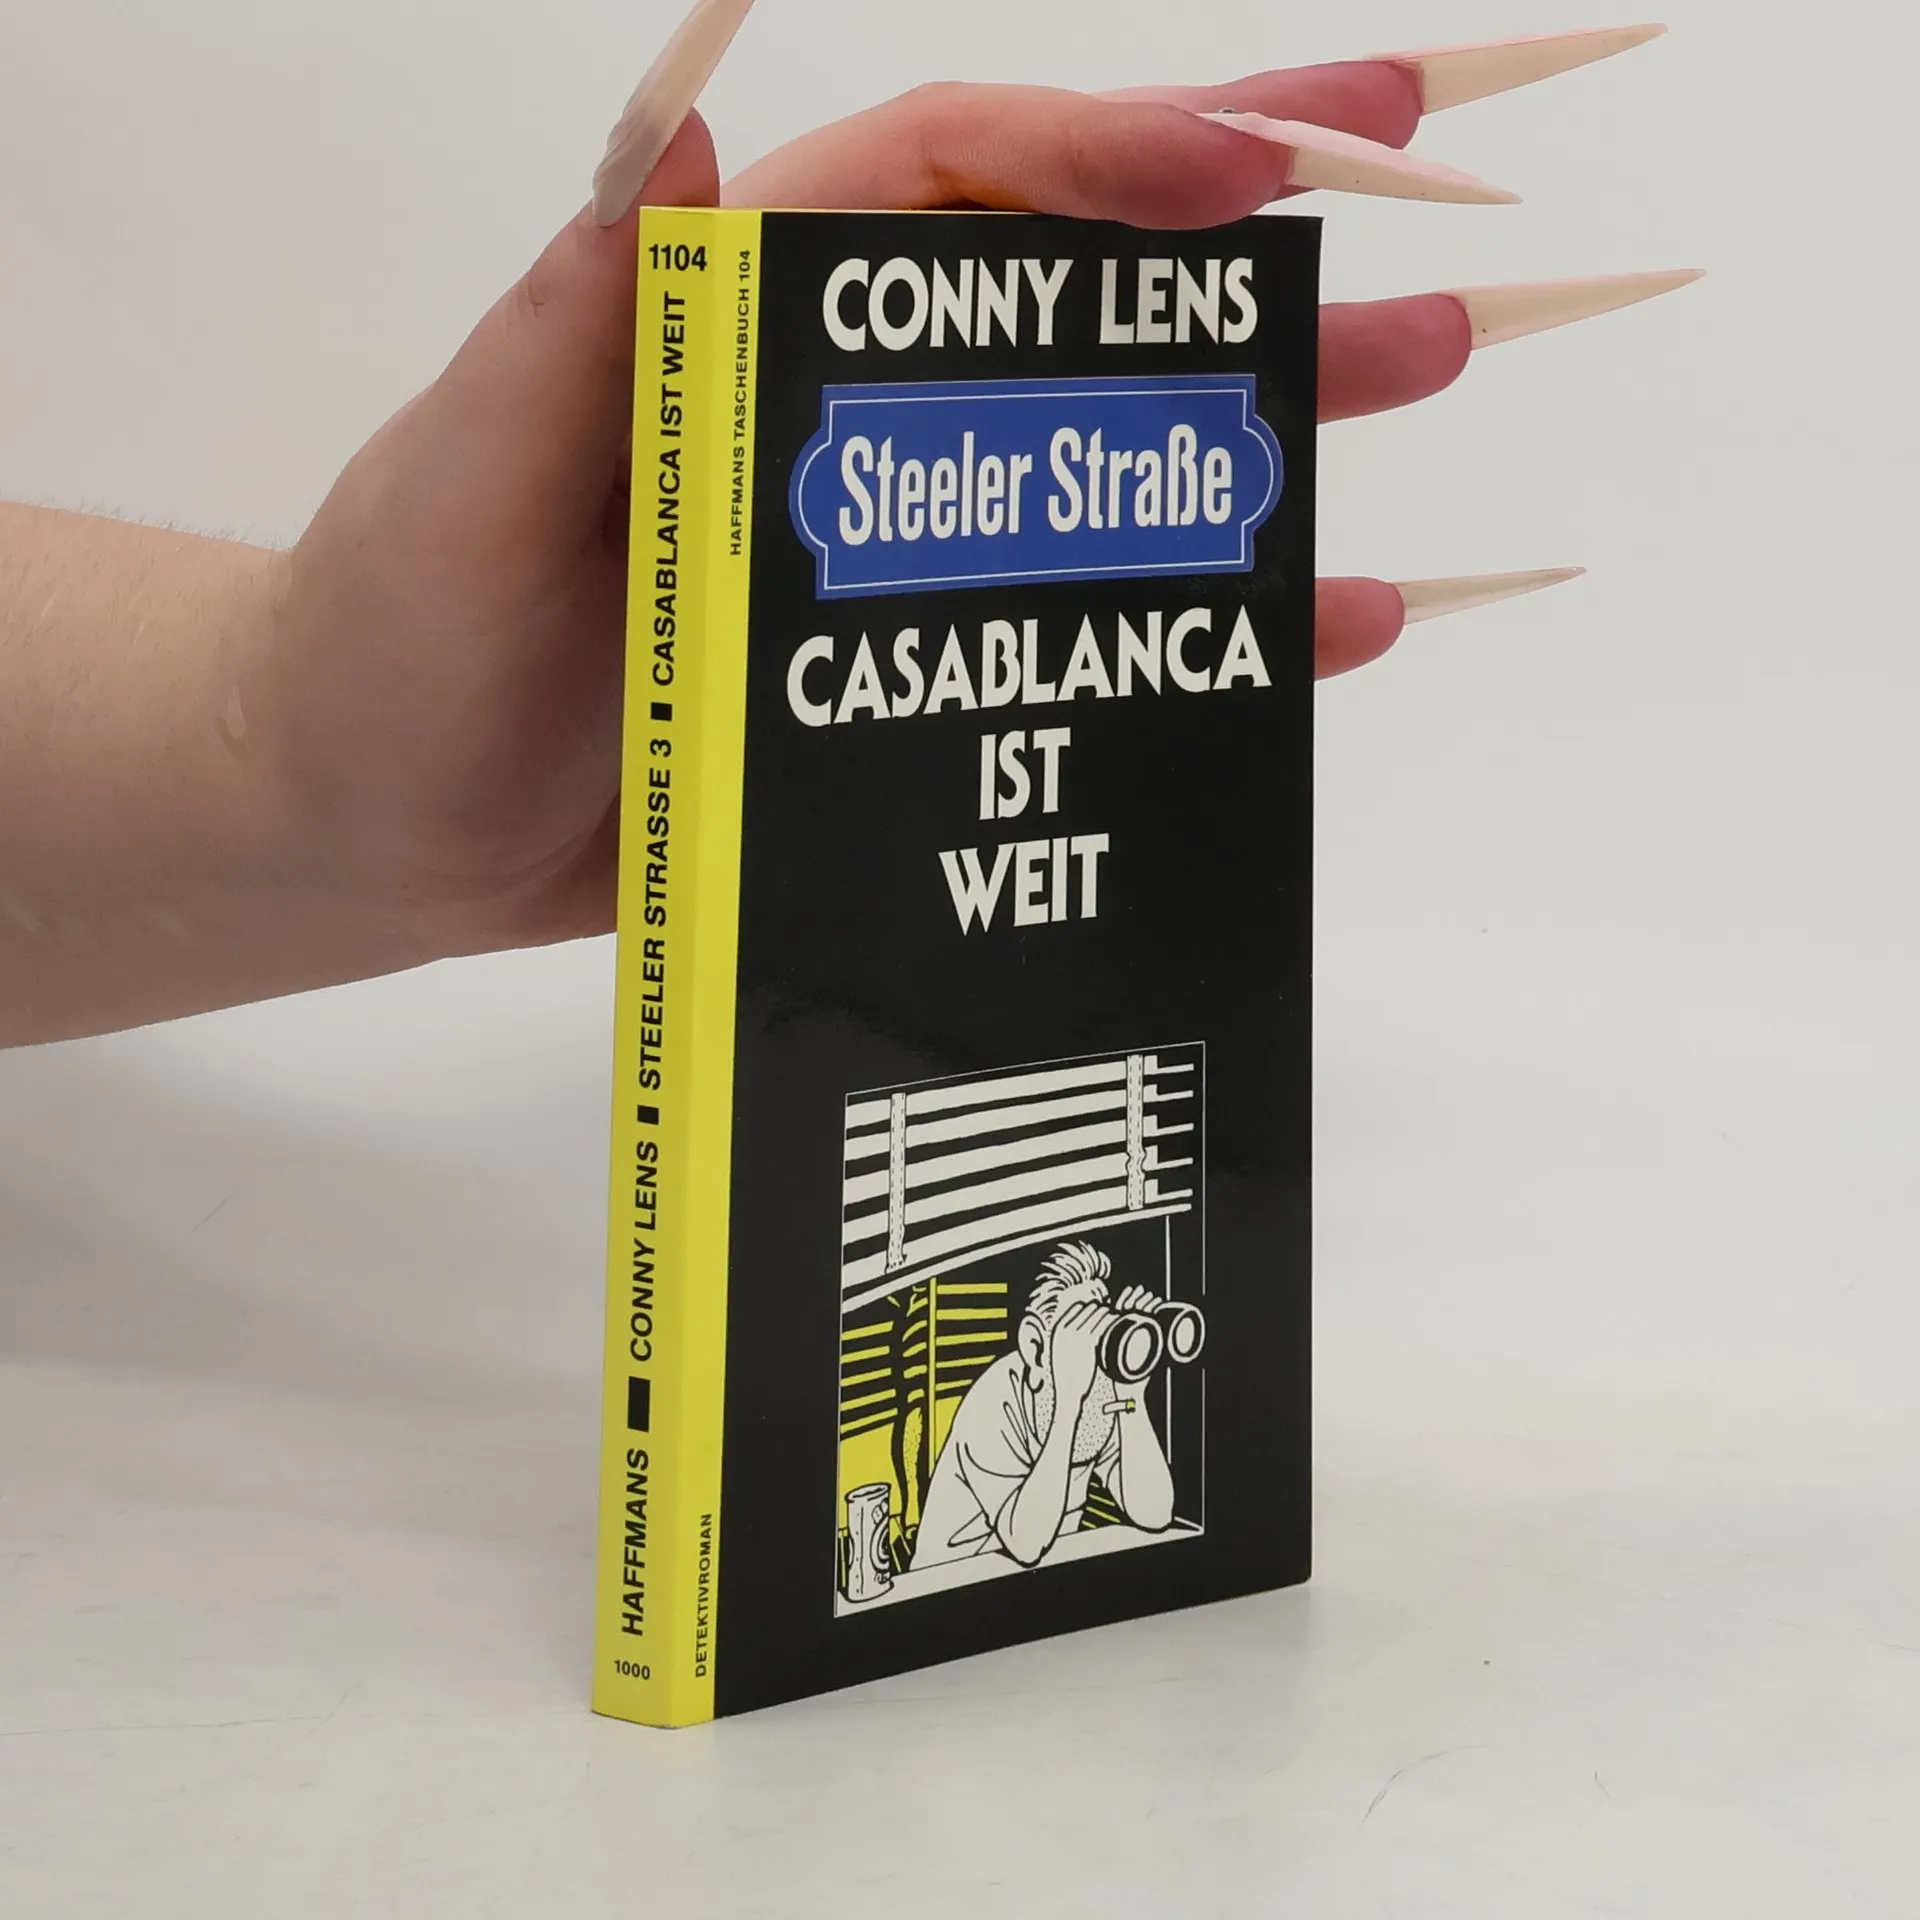 1104
HAFFMANS ■ CONNY LENS ■ STEELER STRASSE 3 ■ CASABLANCA IST WEIT
1000
HAFFMANS TASCHENBUCH 104
DETEKTIVROMAN
CONNY LENS
Steeler Straße
CASABLANCA
IST
WEIT